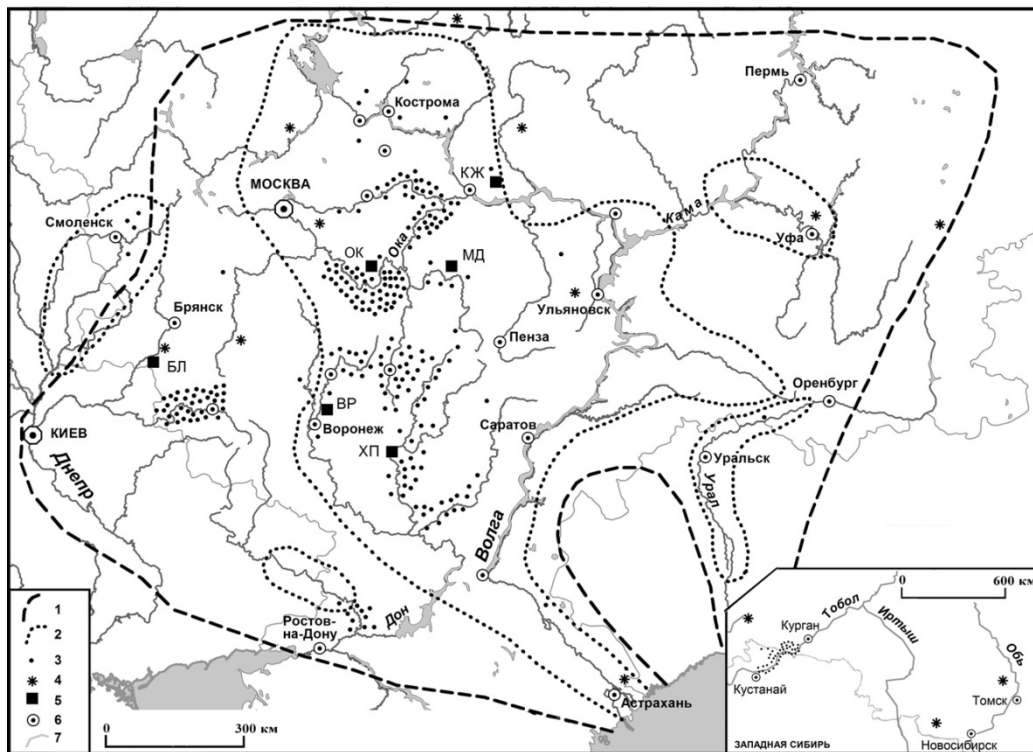 Пермь
Кострома
КЖ
МОСКВА
Кама
Смоленск
Уфа
ОК
Ока
МД
Ульяновск
Брянск
Пенза
БЛ
Оренбург
ВР
КИЕВ
Воронеж
Саратов
Днепр
ХП
Уральск
Урал
Волга
Дон
Ростов-
на-Дону
Астрахань
1
2
3
4
5
6
7
0 300 км
0 600 км
Тобол
Курган
Иртыш
Обь
Кустанай
Томск
Новосибирск
ЗАПАДНАЯ СИБИРЬ